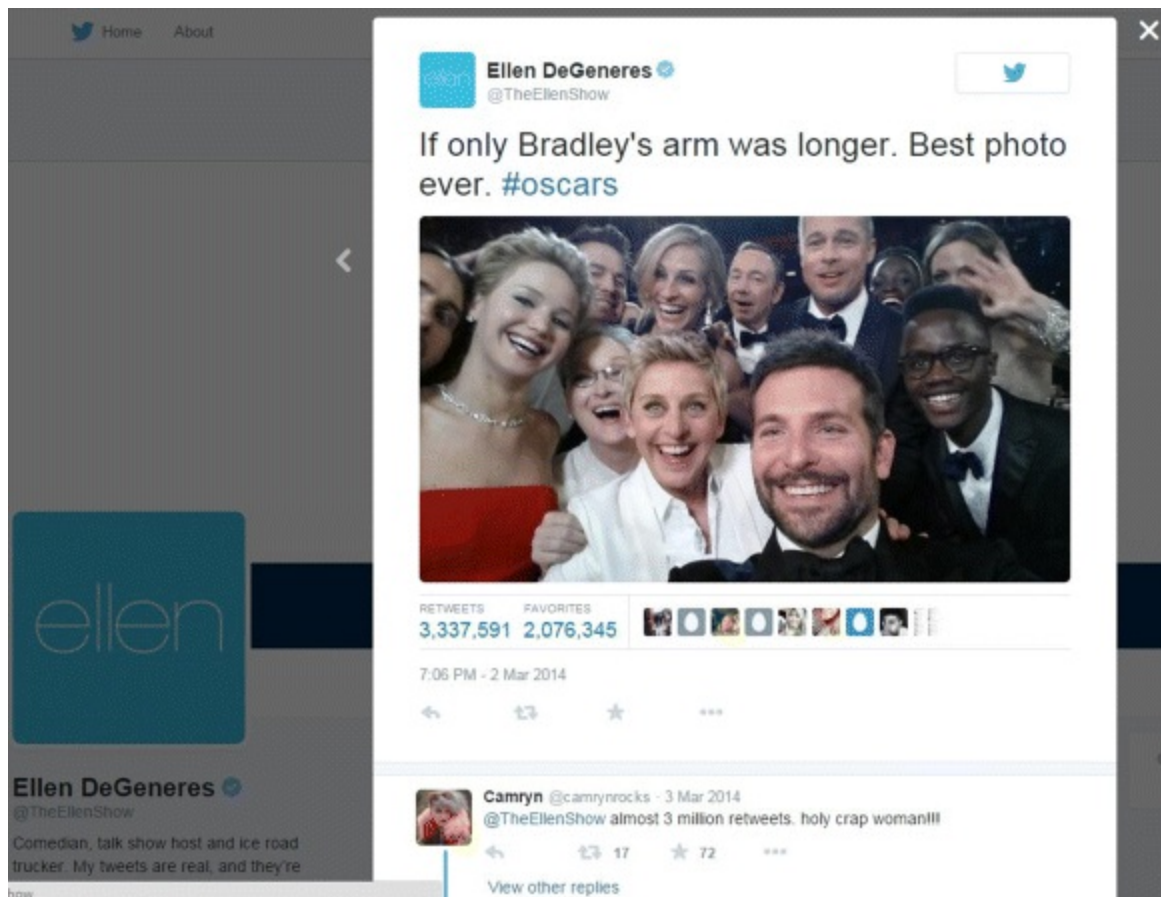 Home About
Ellen DeGeneres
@TheEllenShow
If only Bradley's arm was longer. Best photo
ever. #oscars
RETWEETS FAVORITES
3,337,591 2,076,345
7:06 PM - 2 Mar 2014
Camryn @camrynrocks · 3 Mar 2014
@TheEllenShow almost 3 million retweets. holy crap woman!!!
17 72
View other replies
ellen
ellen
Ellen DeGeneres
@TheEllenShow
Comedian, talk show host and ice road
trucker. My tweets are real, and they're